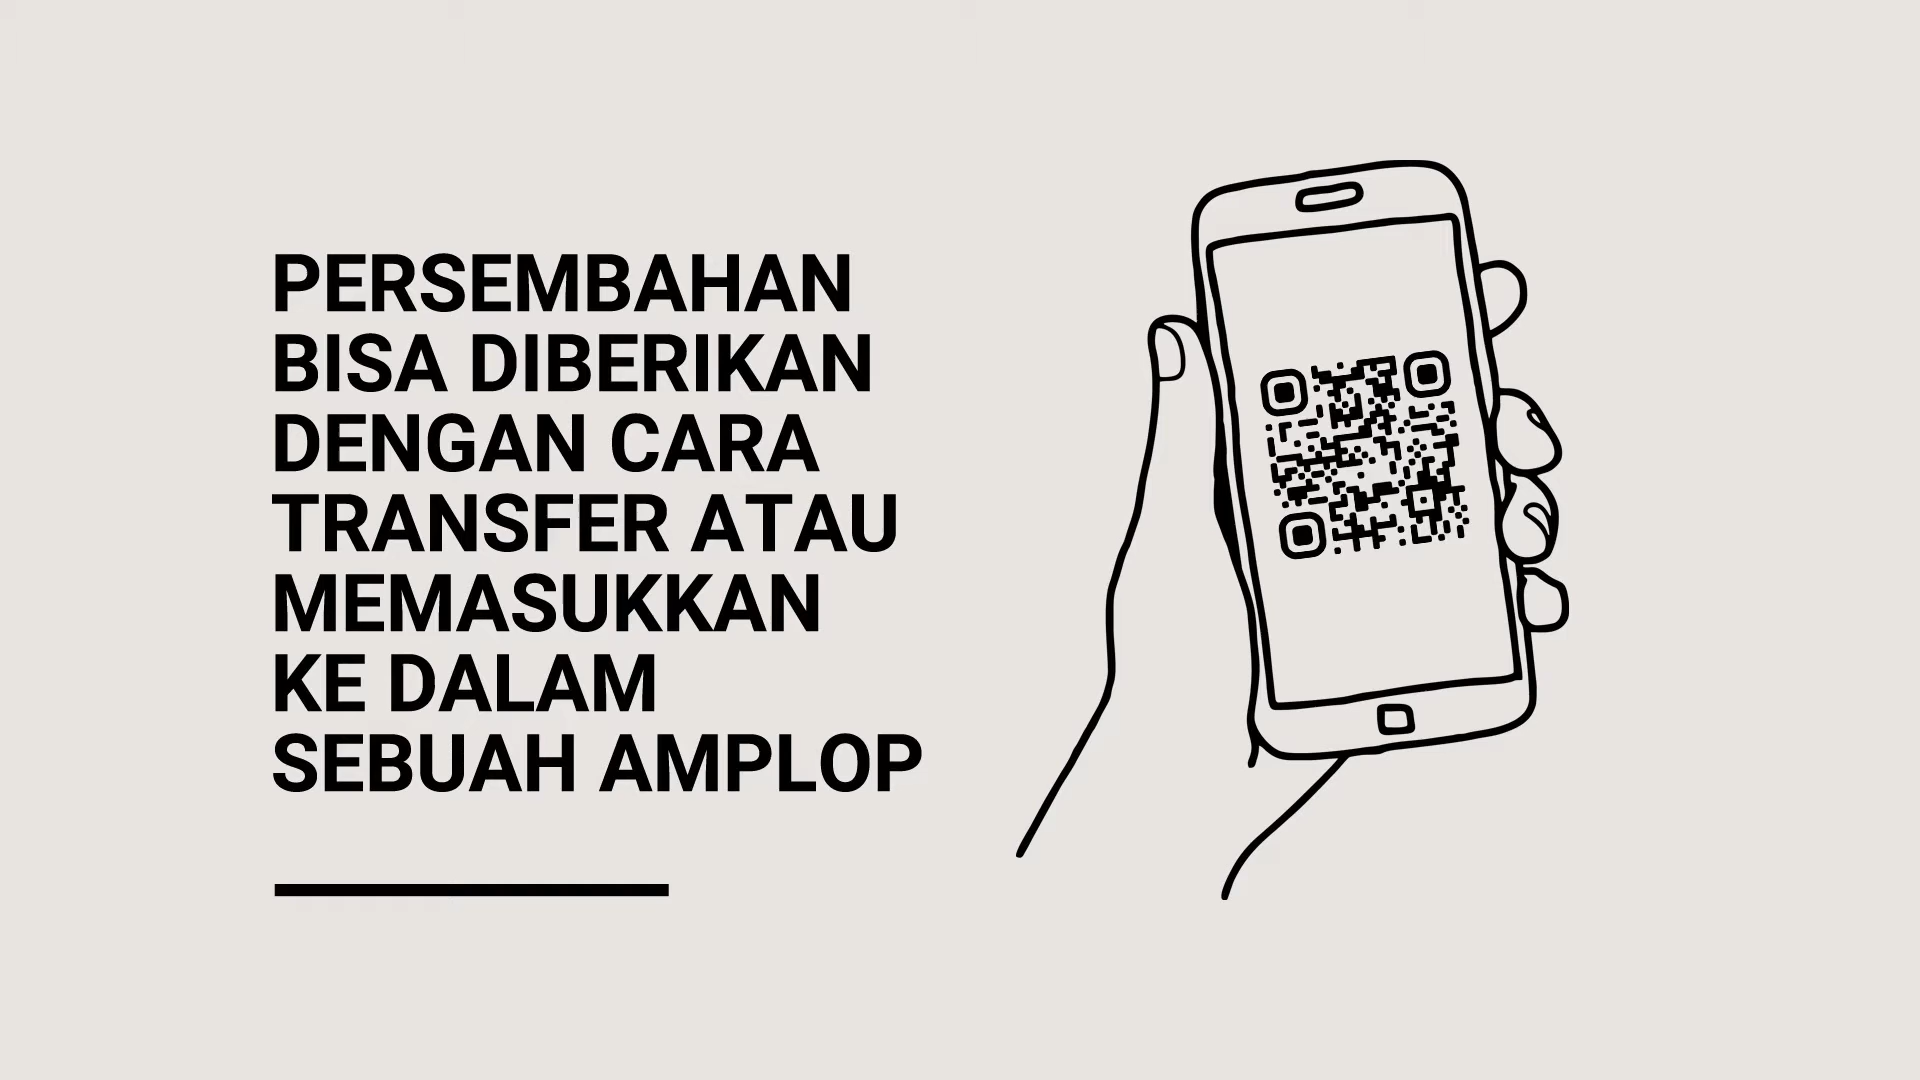 PERSEMBAHAN
BISA DIBERIKAN
DENGAN CARA
TRANSFER ATAU
MEMASUKKAN
KE DALAM
SEBUAH AMPLOP